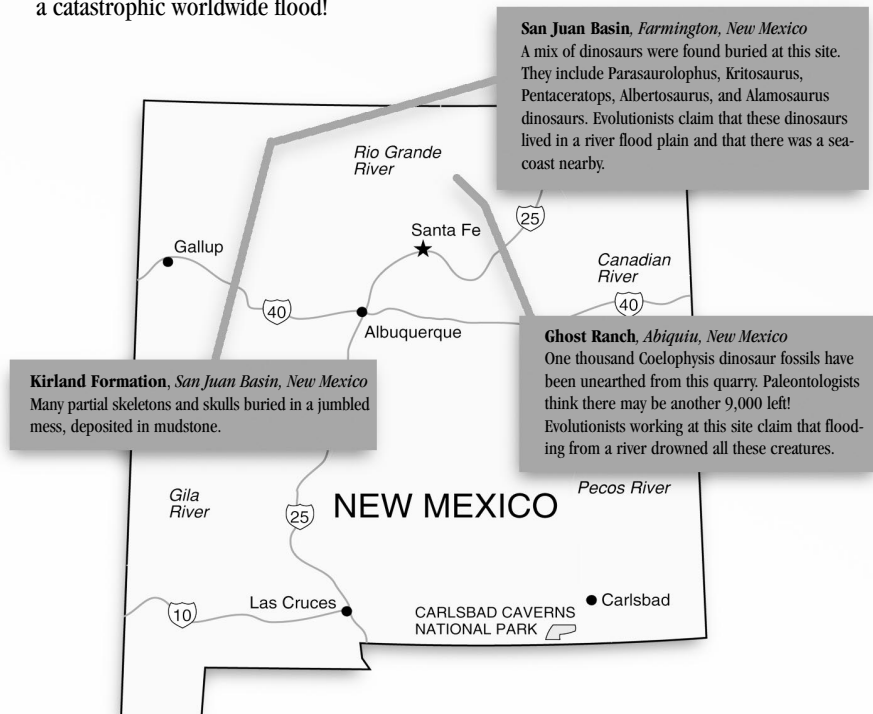 a catastrophic worldwide flood!
San Juan Basin, Farmington, New Mexico
A mix of dinosaurs were found buried at this site.
They include Parasaurolophus, Kritosaurus,
Pentaceratops, Albertosaurus, and Alamosaurus
dinosaurs. Evolutionists claim that these dinosaurs
lived in a river flood plain and that there was a sea-
coast nearby.
Rio Grande
River
25
Santa Fe
Gallup
Canadian
River
40
40
Albuquerque
Ghost Ranch, Abiquiu, New Mexico
One thousand Coelophysis dinosaur fossils have
been unearthed from this quarry. Paleontologists
think there may be another 9,000 left!
Evolutionists working at this site claim that flood-
ing from a river drowned all these creatures.
Kirland Formation, San Juan Basin, New Mexico
Many partial skeletons and skulls buried in a jumbled
mess, deposited in mudstone.
Gila
River
25
NEW MEXICO
Pecos River
10
Las Cruces
CARLSBAD CAVERNS
NATIONAL PARK
Carlsbad